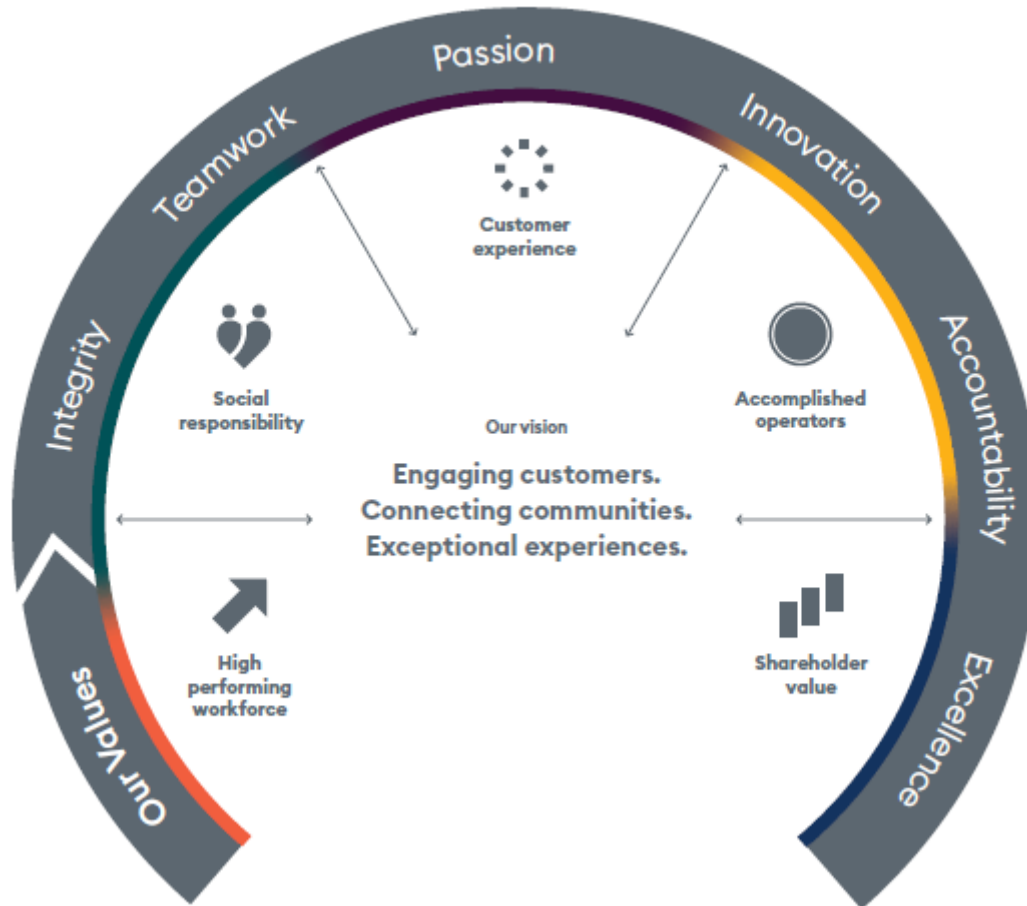 Our Values
Integrity
Teamwork
Passion
Innovation
Accountability
Excellence
Customer
experience
Social
responsibility
Accomplished
operators
Our vision
Engaging customers.
Connecting communities.
Exceptional experiences.
High
performing
workforce
Shareholder
value